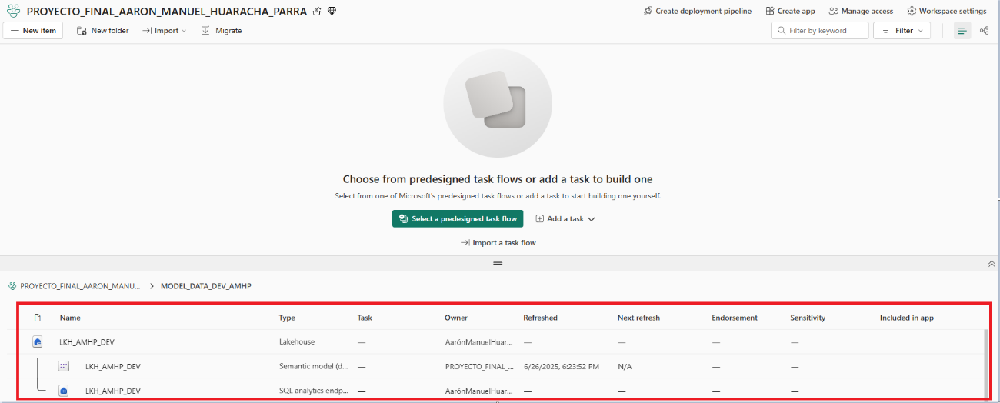 PROYECTO_FINAL_AARON_MANUEL_HUARACHA_PARRA
Create deployment pipeline Create app Manage access Workspace settings
New item New folder Import Migrate Filter by keyword Filter
Choose from predesigned task flows or add a task to build one
Select from one of Microsoft's predesigned task flows or add a task to start building one yourself.
Select a predesigned task flow Add a task
Import a task flow
PROYECTO_FINAL_AARON_MANU... > MODEL_DATA_DEV_AMHP
Name Type Task Owner Refreshed Next refresh Endorsement Sensitivity Included in app
LKH_AMHP_DEV Lakehouse — AarónManuelHuar... — — — —
LKH_AMHP_DEV Semantic model (d... — PROYECTO_FINAL_... 6/26/2025, 6:23:52 PM N/A — —
LKH_AMHP_DEV SQL analytics endp... — AarónManuelHuar... — — — —